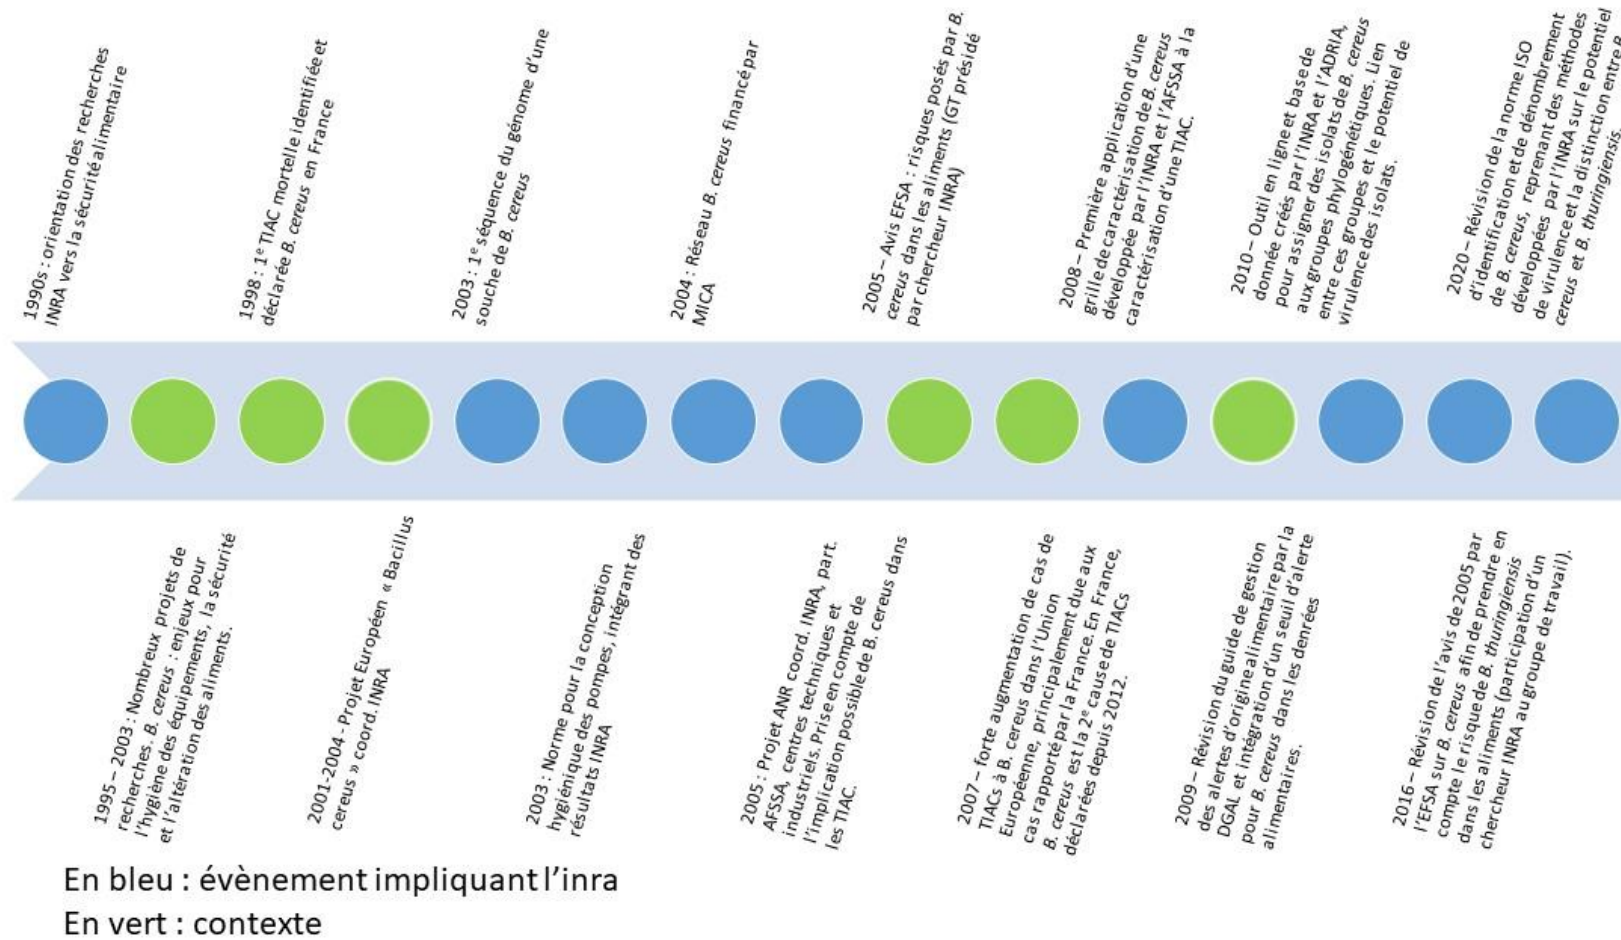 1990s : orientation des recherches
INRA vers la sécurité alimentaire
1998 : 1e TIAC mortelle identifiée et
déclarée B. cereus en France
2003 : 1e séquence du génome d'une
souche de B. cereus
2004 : Réseau B. cereus financé par
MICA
2005 – Avis EFSA : risques posés par B.
cereus dans les aliments (GT présidé
par chercheur INRA)
2008 – Première application d'une
grille de caractérisation de B. cereus
développée par l'INRA et l'AFSSA à la
caractérisation d'une TIAC.
2010 – Outil en ligne et base de
donnée créés par l'INRA et l'ADRIA,
pour assigner des isolats de B. cereus
aux groupes phylogénétiques. Lien
entre ces groupes et le potentiel de
virulence des isolats.
2020 – Révision de la norme ISO
d'identification et de dénombrement
de B. cereus, reprenant des méthodes
développées par l'INRA sur le potentiel
de virulence et la distinction entre B.
cereus et B. thuringiensis.
1995 – 2003 : Nombreux projets de
recherches. B. cereus : enjeux pour
l'hygiène des équipements, la sécurité
et l'altération des aliments.
2001-2004 - Projet Européen « Bacillus
cereus » coord. INRA
2003 : Norme pour la conception
hygiénique des pompes, intégrant des
résultats INRA
2005 : Projet ANR coord. INRA, part.
AFSSA, centres techniques et
industriels. Prise en compte de
l'implication possible de B. cereus dans
les TIAC.
2007 – forte augmentation de cas de
TIACs à B. cereus dans l'Union
Européenne, principalement due aux
cas rapporté par la France. En France,
B. cereus est la 2e cause de TIACs
déclarées depuis 2012.
2009 – Révision du guide de gestion
des alertes d'origine alimentaire par la
DGAL et intégration d'un seuil d'alerte
pour B. cereus dans les denrées
alimentaires.
2016 – Révision de l'avis de 2005 par
l'EFSA sur B. cereus afin de prendre en
compte le risque de B. thuringiensis
dans les aliments (participation d'un
chercheur INRA au groupe de travail).
En bleu : évènement impliquant l'inra
En vert : contexte